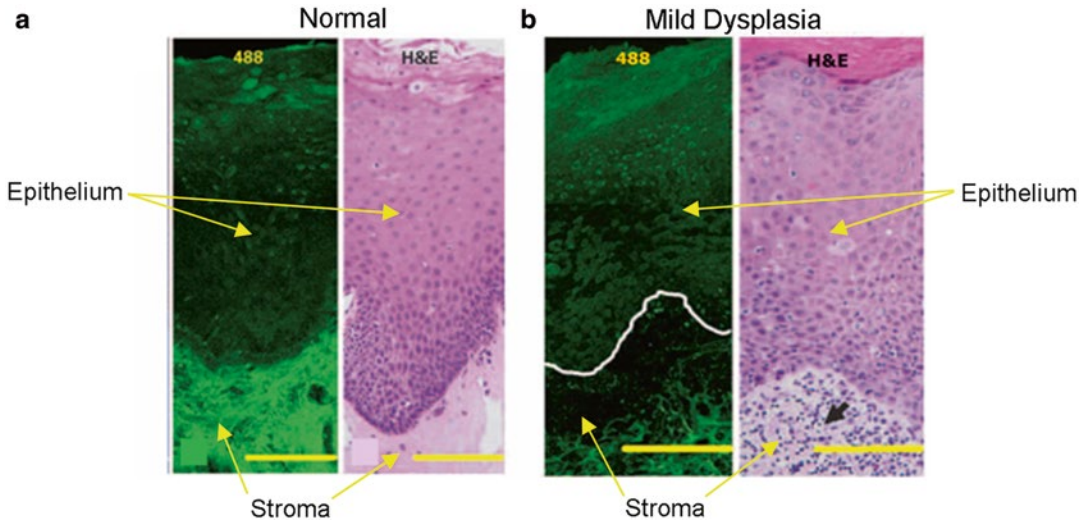 a
Normal
b
Mild Dysplasia
488
H&E
488
H&E
Epithelium
Epithelium
Stroma
Stroma